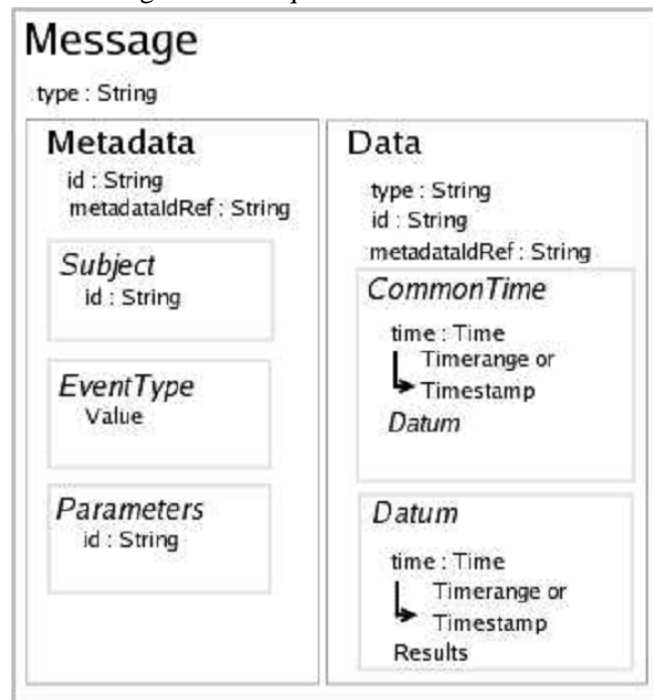 Message
type : String
Metadata
id : String
metadataIdRef : String
Subject
id : String
EventType
Value
Parameters
id : String
Data
type : String
id : String
metadataIdRef : String
CommonTime
time : Time
Timerange or
Timestamp
Datum
Datum
time : Time
Timerange or
Timestamp
Results